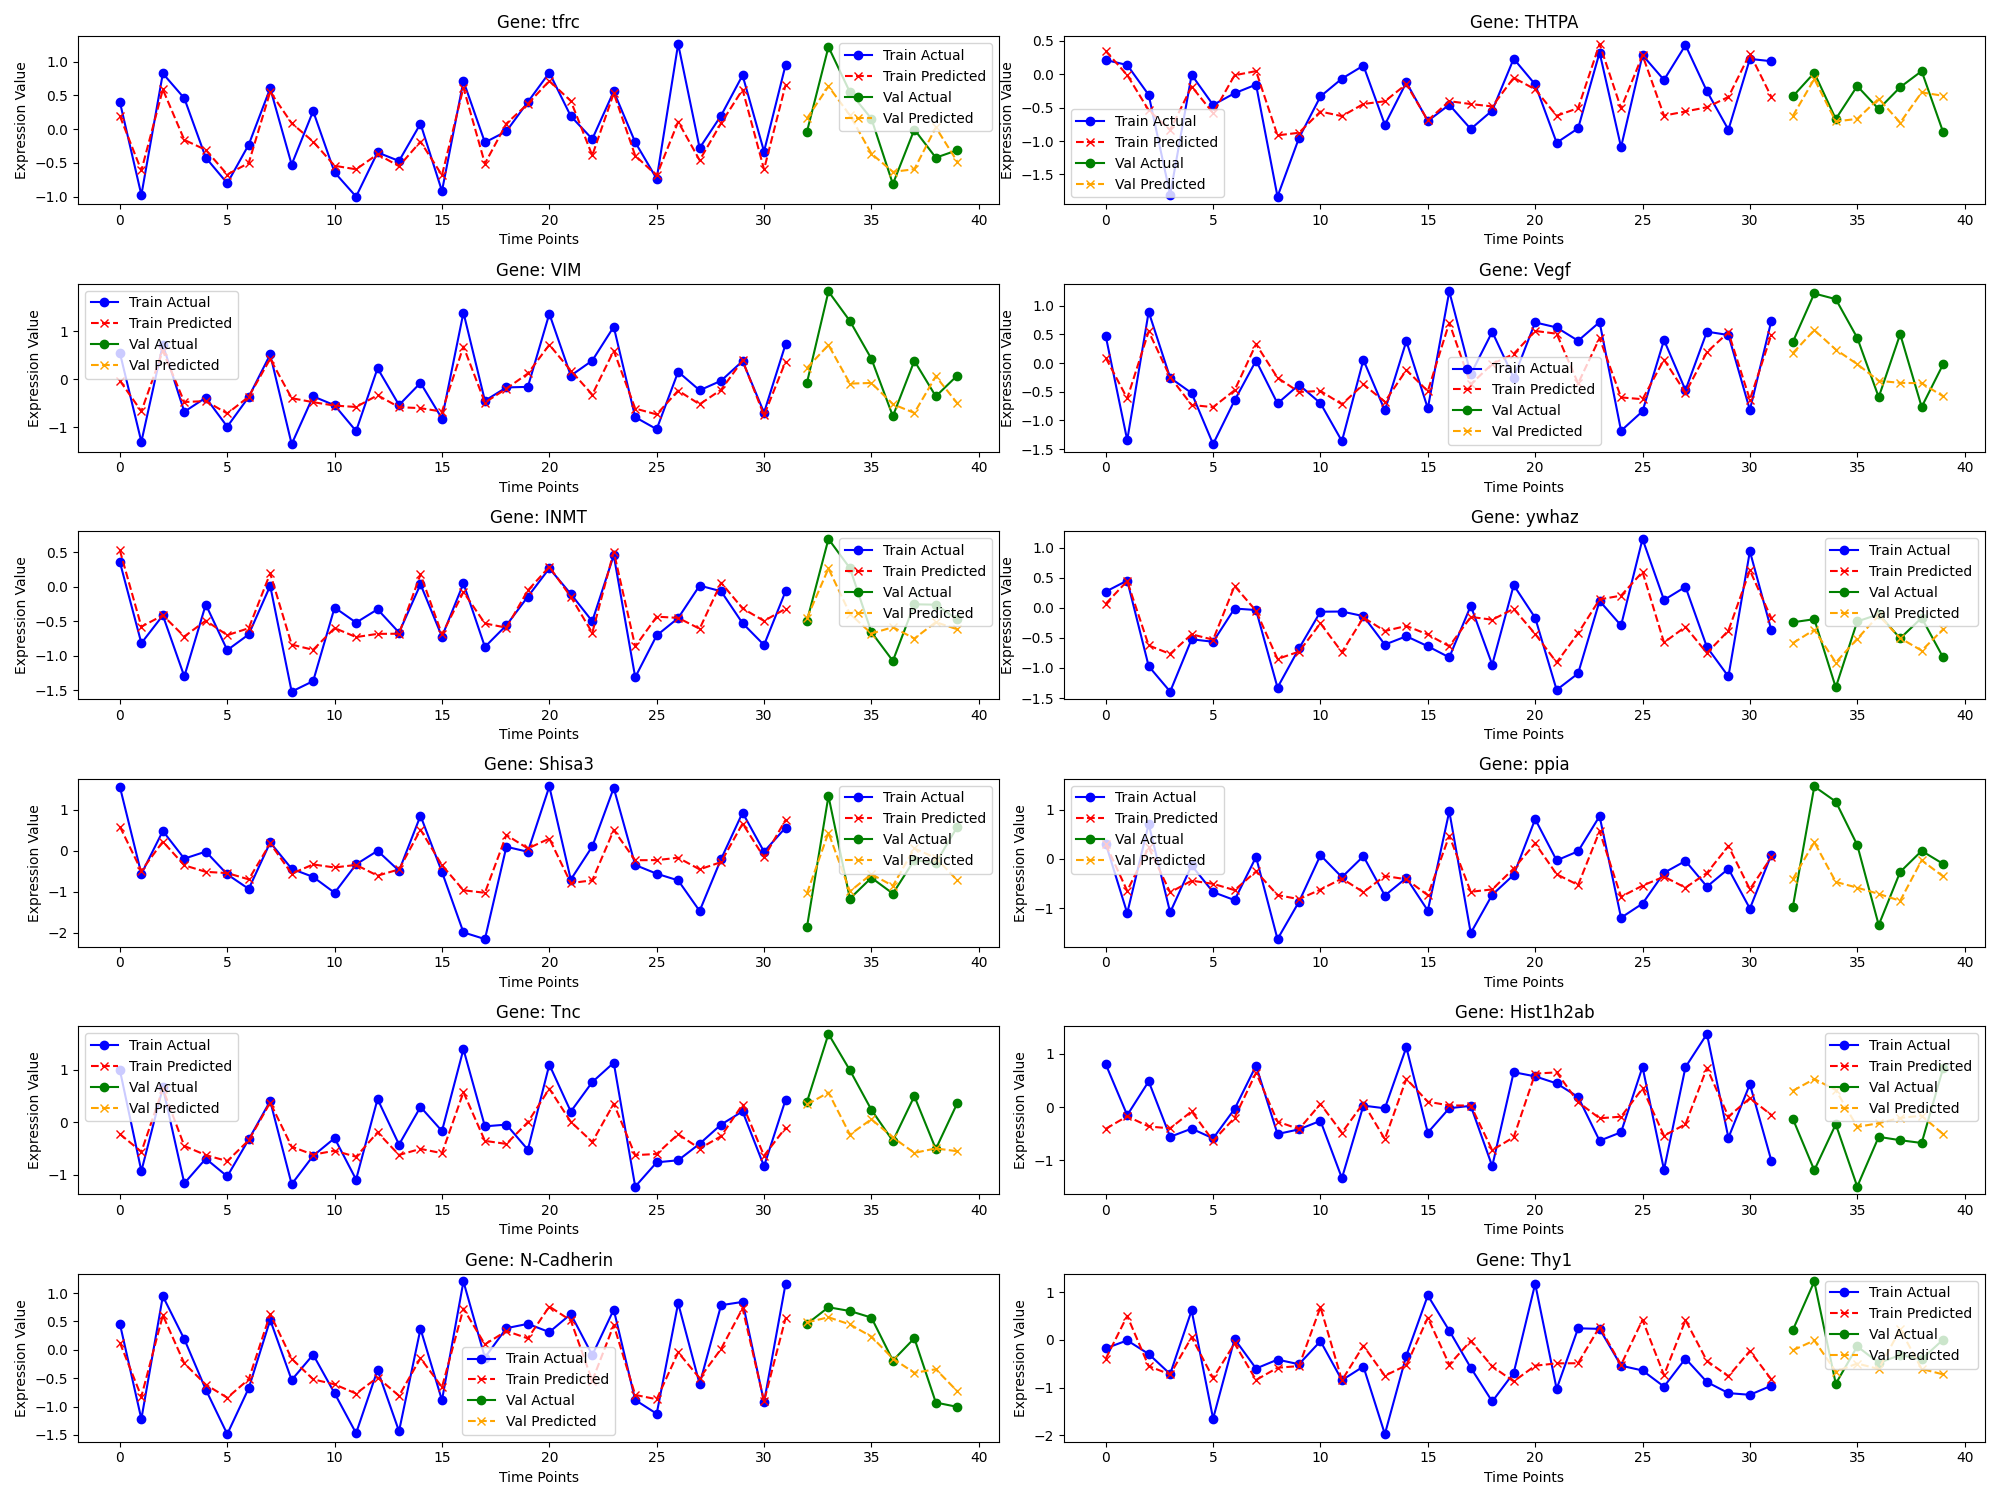 Gene: tfrc
Expression Value
1.0
0.5
0.0
−0.5
−1.0
Train Actual
Train Predicted
Val Actual
Val Predicted
0 5 10 15 20 25 30 35 40
Time Points
Gene: THTPA
Expression Value
0.5
0.0
−0.5
−1.0
−1.5
Train Actual
Train Predicted
Val Actual
Val Predicted
0 5 10 15 20 25 30 35 40
Time Points
Gene: VIM
Expression Value
1
0
−1
Train Actual
Train Predicted
Val Actual
Val Predicted
0 5 10 15 20 25 30 35 40
Time Points
Gene: Vegf
Expression Value
1.0
0.5
0.0
−0.5
−1.0
−1.5
Train Actual
Train Predicted
Val Actual
Val Predicted
0 5 10 15 20 25 30 35 40
Time Points
Gene: INMT
Expression Value
0.5
0.0
−0.5
−1.0
−1.5
Train Actual
Train Predicted
Val Actual
Val Predicted
0 5 10 15 20 25 30 35 40
Time Points
Gene: ywhaz
Expression Value
1.0
0.5
0.0
−0.5
−1.0
−1.5
Train Actual
Train Predicted
Val Actual
Val Predicted
0 5 10 15 20 25 30 35 40
Time Points
Gene: Shisa3
Expression Value
1
0
−1
−2
Train Actual
Train Predicted
Val Actual
Val Predicted
0 5 10 15 20 25 30 35 40
Time Points
Gene: ppia
Expression Value
1
0
−1
Train Actual
Train Predicted
Val Actual
Val Predicted
0 5 10 15 20 25 30 35 40
Time Points
Gene: Tnc
Expression Value
1
0
−1
Train Actual
Train Predicted
Val Actual
Val Predicted
0 5 10 15 20 25 30 35 40
Time Points
Gene: Hist1h2ab
Expression Value
1
0
−1
Train Actual
Train Predicted
Val Actual
Val Predicted
0 5 10 15 20 25 30 35 40
Time Points
Gene: N-Cadherin
Expression Value
1.0
0.5
0.0
−0.5
−1.0
−1.5
Train Actual
Train Predicted
Val Actual
Val Predicted
0 5 10 15 20 25 30 35 40
Time Points
Gene: Thy1
Expression Value
1
0
−1
−2
Train Actual
Train Predicted
Val Actual
Val Predicted
0 5 10 15 20 25 30 35 40
Time Points